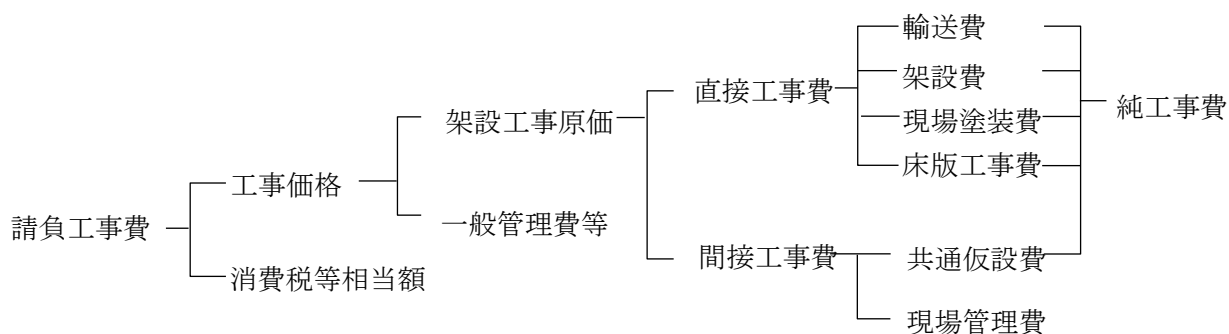 輸送費
架設費
直接工事費
純工事費
架設工事原価
現場塗装費
床版工事費
工事価格
請負工事費
一般管理費等
間接工事費
共通仮設費
消費税等相当額
現場管理費